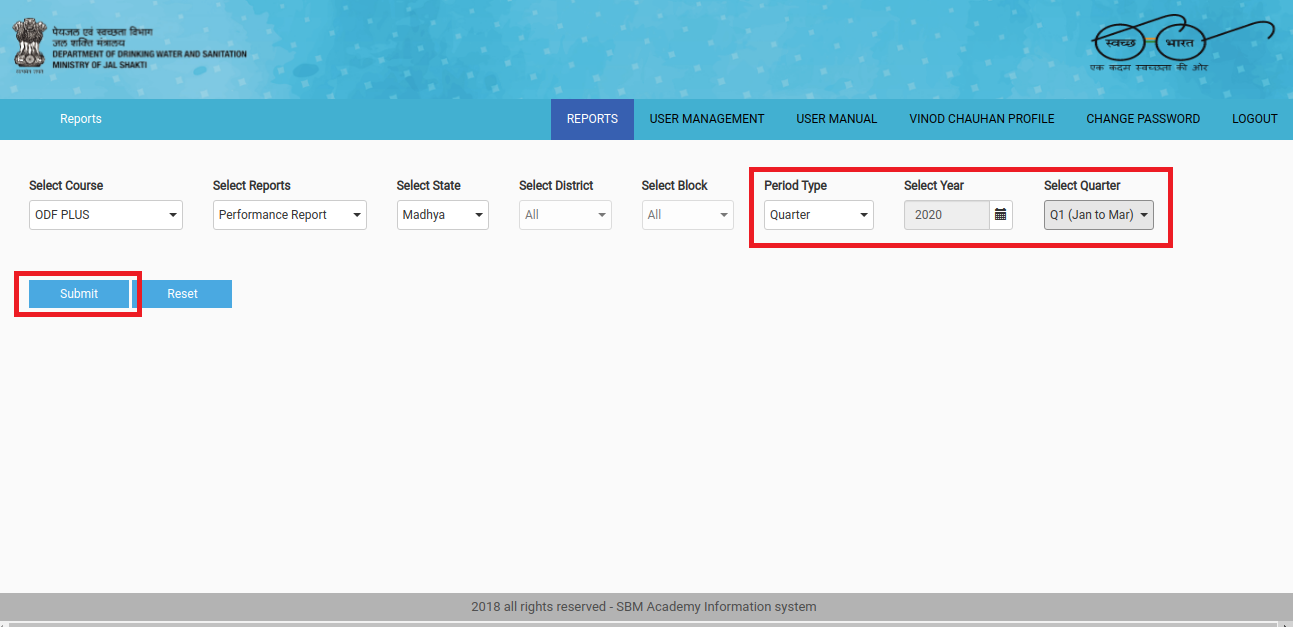 पेयजल एवं स्वच्छता विभाग
जल शक्ति मंत्रालय
DEPARTMENT OF DRINKING WATER AND SANITATION
MINISTRY OF JAL SHAKTI
सत्यमेव जयते
स्वच्छ भारत
एक कदम स्वच्छता की ओर
Reports REPORTS USER MANAGEMENT USER MANUAL VINOD CHAUHAN PROFILE CHANGE PASSWORD LOGOUT
Select Course Select Reports Select State Select District Select Block Period Type Select Year Select Quarter
ODF PLUS Performance Report Madhya All All Quarter 2020 Q1 (Jan to Mar)
Submit Reset
2018 all rights reserved - SBM Academy Information system